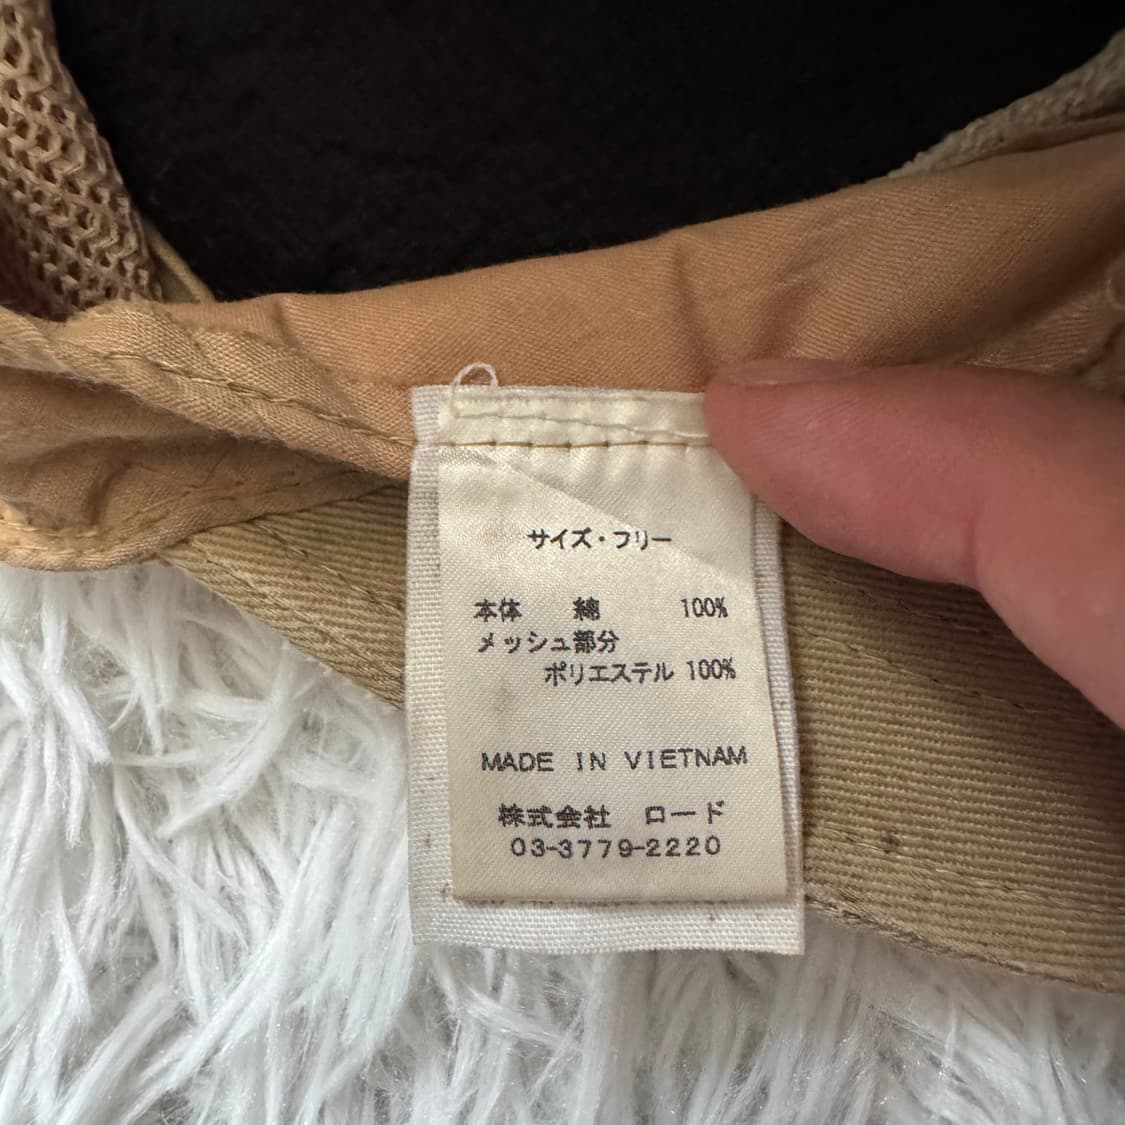 サイズ・フリー
本体 綿 100%
メッシュ部分
ポリエステル 100%
MADE IN VIETNAM
株式会社 ロード
03-3779-2220